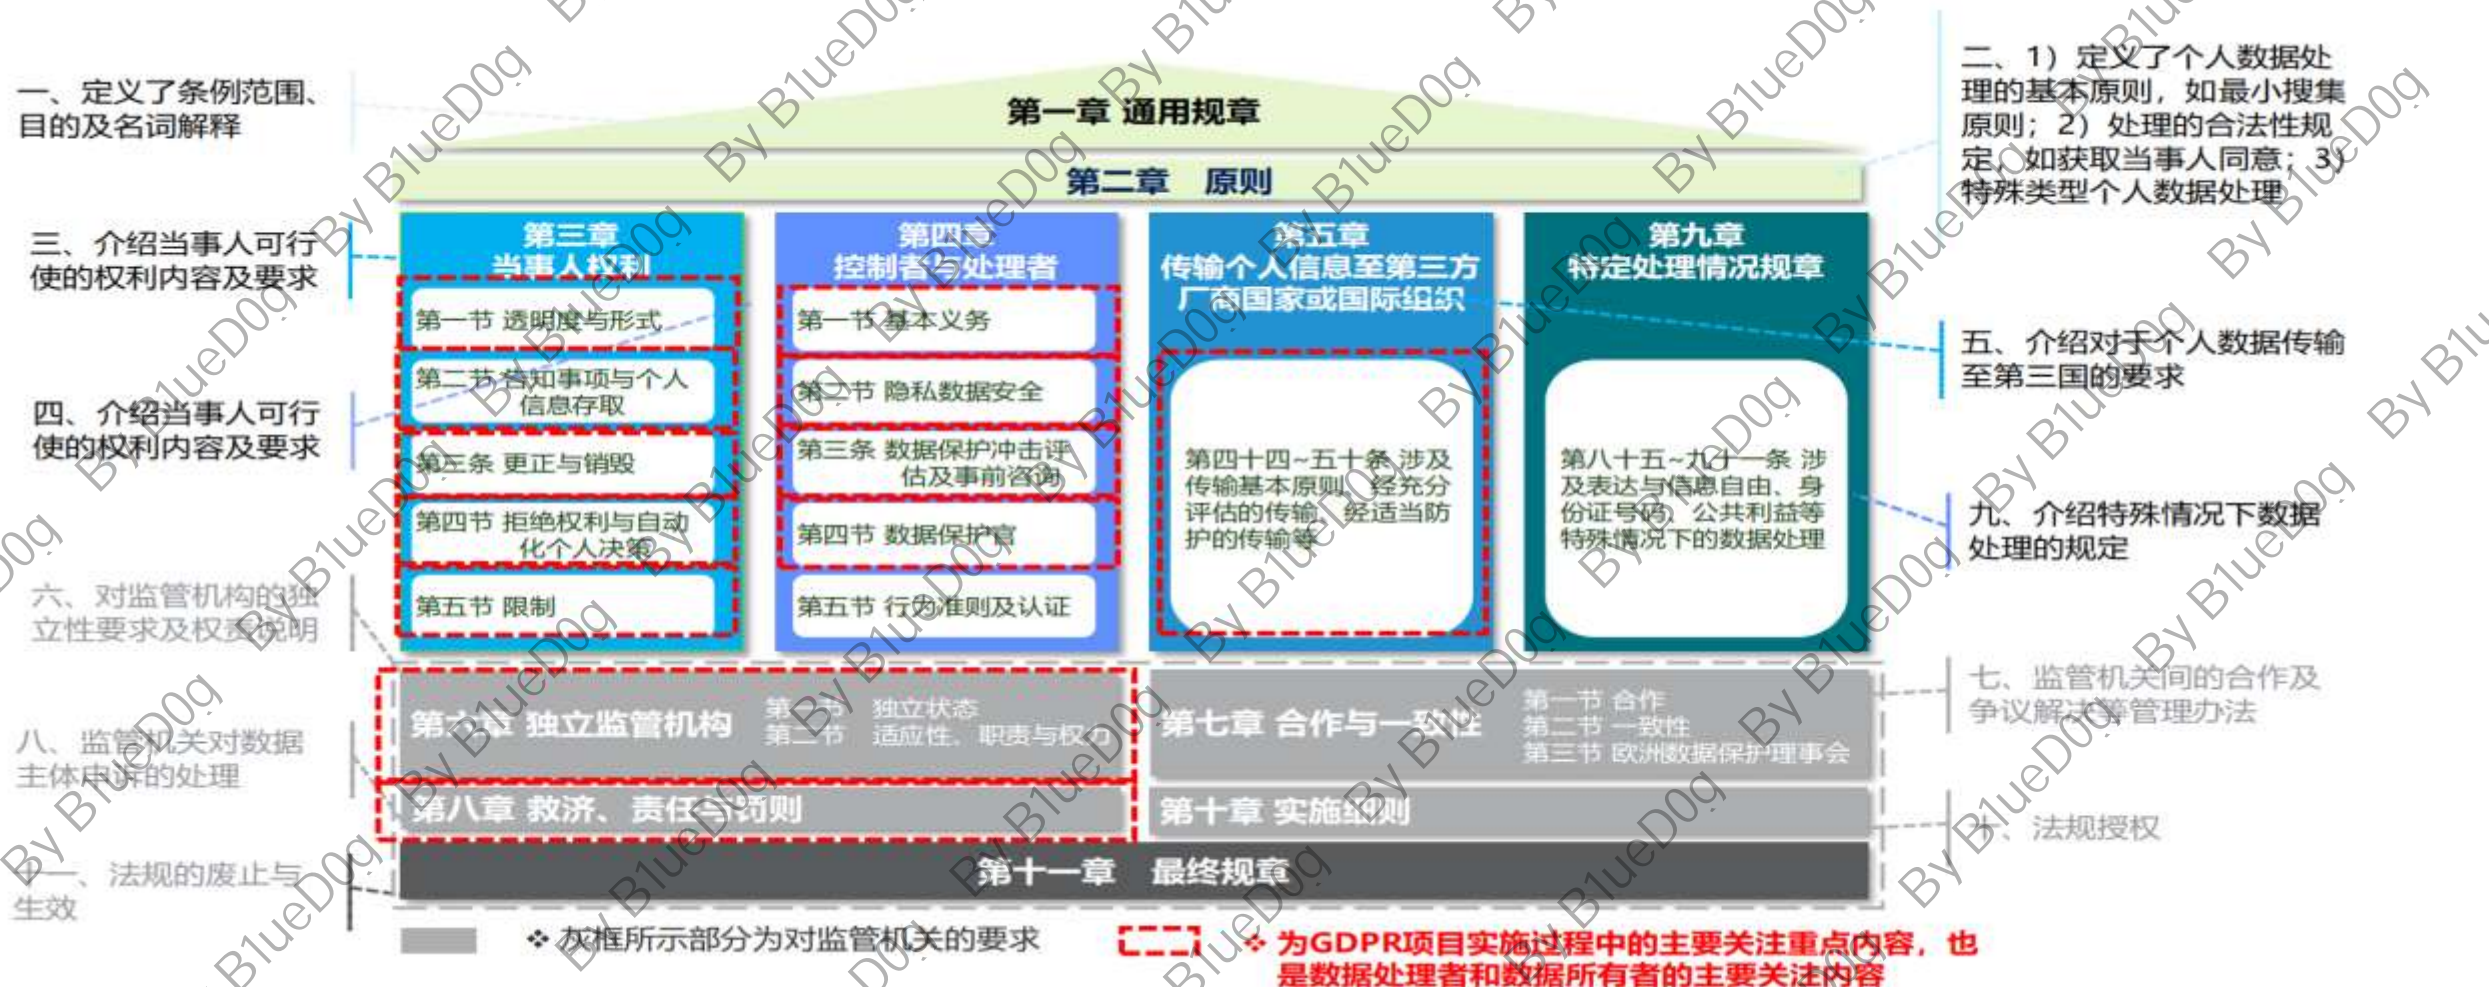 一、定义了条例范围、
目的及名词解释
第一章 通用规章
二、1）定义了个人数据处
理的基本原则，如最小搜集
原则；2）处理的合法性规
定，如获取当事人同意；3）
特殊类型个人数据处理
第二章 原则
三、介绍当事人可行
使的权利内容及要求
四、介绍当事人可行
使的权利内容及要求
第三章
当事人权利
第一节 透明度与形式
第二节 告知事项与个人
信息存取
第三条 更正与销毁
第四节 拒绝权利与自动
化个人决策
第五节 限制
第四章
控制者与处理者
第一节 基本义务
第二节 隐私数据安全
第三条 数据保护冲击评
估及事前咨询
第四节 数据保护官
第五节 行为准则及认证
第五章
传输个人信息至第三方
厂商国家或国际组织
第四十四~五十条 涉及
传输基本原则、经充分
评估的传输、经适当防
护的传输等
第九章
特定处理情况规章
第八十五~九十一条 涉
及表达与信息自由、身
份证号码、公共利益等
特殊情况下的数据处理
五、介绍对于个人数据传输
至第三国的要求
九、介绍特殊情况下数据
处理的规定
六、对监管机构的独
立性要求及权责说明
第六章 独立监管机构
第一节 独立状态
第二节 适应性、职责与权力
第七章 合作与一致性
第一节 合作
第二节 一致性
第三节 欧洲数据保护理事会
七、监管机关间的合作及
争议解决等管理办法
八、监管机关对数据
主体申诉的处理
第八章 救济、责任与罚则
第十章 实施细则
十、法规授权
十一、法规的废止与
生效
第十一章 最终规章
❖ 灰框所示部分为对监管机关的要求
❖ 为GDPR项目实施过程中的主要关注重点内容，也
是数据处理者和数据所有者的主要关注内容
By B1ueD0g